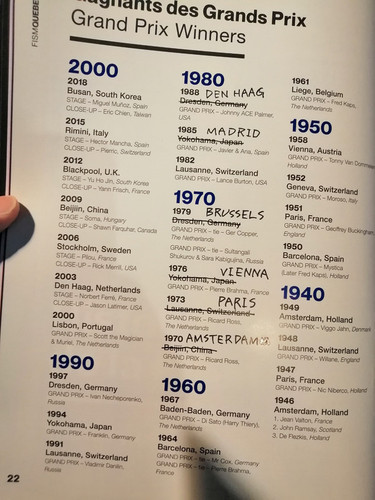 FISMQUEBE
agnants des Grands Prix
Grand Prix Winners
2000
2018
Busan, South Korea
STAGE – Miguel Muñoz, Spain
CLOSE-UP – Eric Chien, Taiwan
2015
Rimini, Italy
STAGE – Hector Mancha, Spain
CLOSE-UP – Pierric, Switzerland
2012
Blackpool, U.K.
STAGE – Yu Ho Jin, South Korea
CLOSE-UP – Yann Frisch, France
2009
Beijin, China
STAGE – Soma, Hungary
CLOSE-UP – Shawn Farquhar, Canada
2006
Stockholm, Sweden
STAGE – Pilou, France
CLOSE-UP – Rick Merrill, USA
2003
Den Haag, Netherlands
STAGE – Norbert Ferré, France
CLOSE-UP – Jason Latimer, USA
2000
Lisbon, Portugal
GRAND PRIX – Scott the Magician
& Muriel, The Netherlands
1990
1997
Dresden, Germany
GRAND PRIX – Ivan Necheporenko,
Russia
1994
Yokohama, Japan
GRAND PRIX – Franklin, Germany
1991
Lausanne, Switzerland
GRAND PRIX – Vladimir Danilin,
Russia
22
1980
1988 DEN HAAG
Dresden, Germany
GRAND PRIX – Johnny ACE Palmer,
USA
1985 MADRID
Yokohama, Japan
GRAND PRIX – Javier & Ana, Spain
1982
Lausanne, Switzerland
GRAND PRIX – Lance Burton, USA
1970
1979 BRUSSELS
Dresden, Germany
GRAND PRIX – tie – Ger Copper,
The Netherlands
GRAND PRIX – tie – Sultangali
Shukurov & Sara Kabigujina, Russia
1976 VIENNA
Yokohama, Japan
GRAND PRIX – Pierre Brahma, France
1973 PARIS
Lausanne, Switzerland
GRAND PRIX – Ricard Ross,
The Netherlands
1970 AMSTERDAM
Beijin, China
GRAND PRIX – Ricard Ross,
The Netherlands
1960
1967
Baden-Baden, Germany
GRAND PRIX – Di Sato (Harry Thiery),
The Netherlands
1964
Barcelona, Spain
GRAND PRIX – tie – Mr Cox, Germany
GRAND PRIX – tie – Pierre Brahma,
France
1961
Liege, Belgium
GRAND PRIX – Fred Kaps,
The Netherlands
1950
1958
Vienna, Austria
GRAND PRIX – Tonny Van Dommelen
Holland
1952
Geneva, Switzerland
GRAND PRIX – Moroso, Italy
1951
Paris, France
GRAND PRIX – Geoffrey Buckingham
England
1950
Barcelona, Spain
GRAND PRIX – Mystica
(Later Fred Kaps), Holland
1940
1949
Amsterdam, Holland
GRAND PRIX – Viggo Jahn, Denmark
1948
Lausanne, Switzerland
GRAND PRIX – Willane, England
1947
Paris, France
GRAND PRIX – Nic Niberco, Holland
1946
Amsterdam, Holland
1. Jean Valton, France
2. John Ramsay, Scotland
3. De Flezkis, Holland